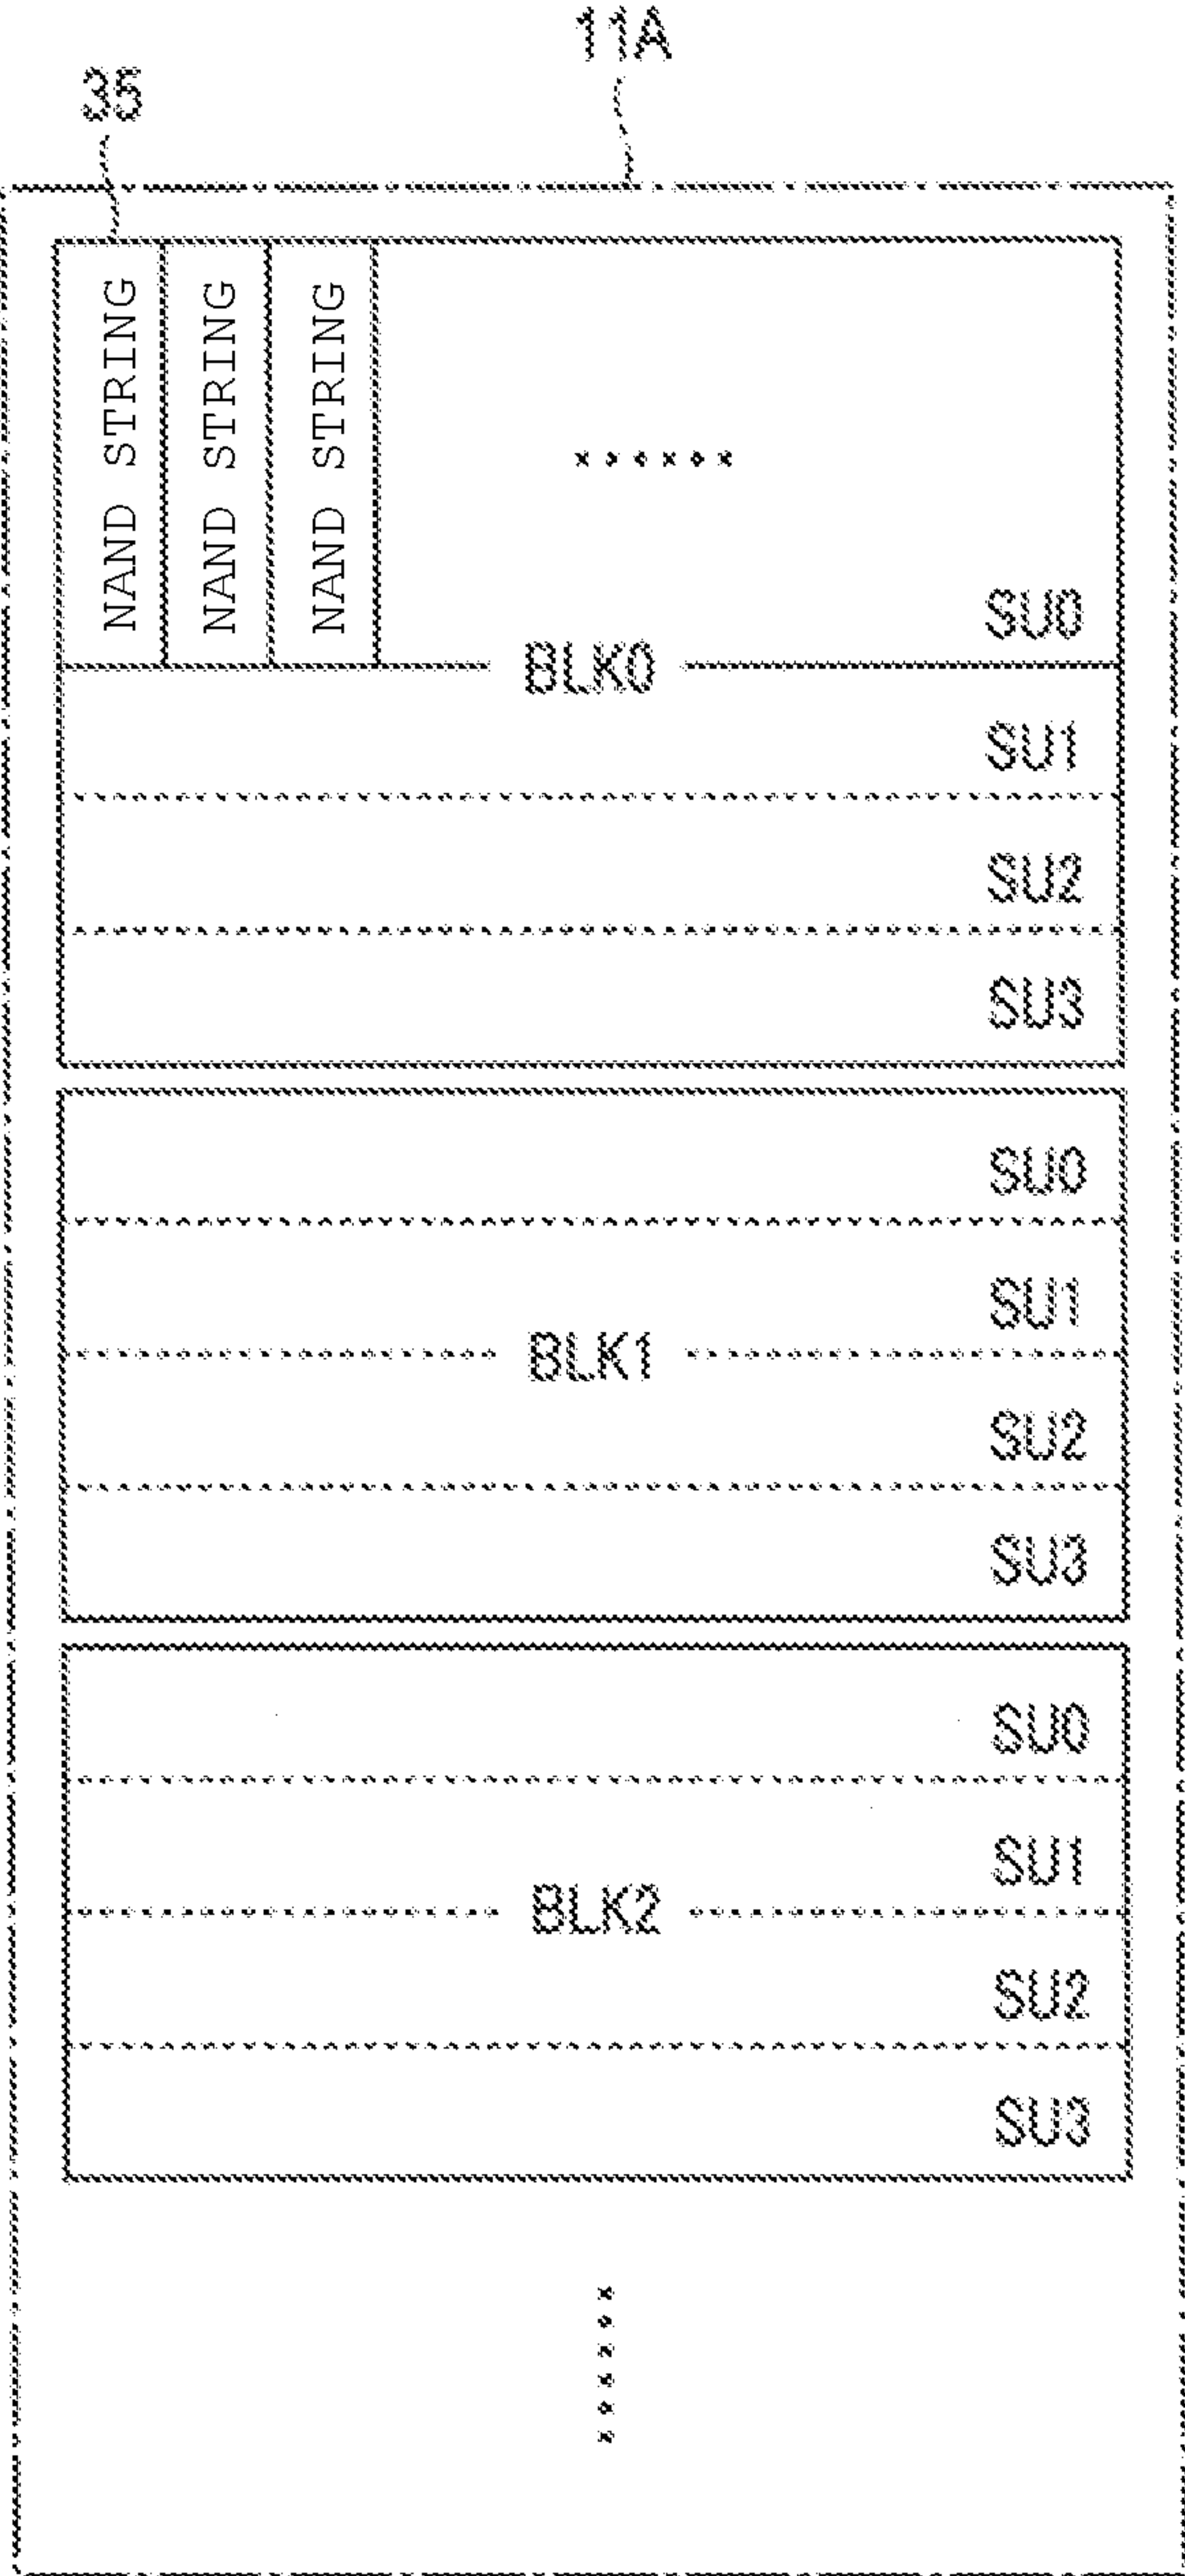 11A
35
NAND STRING
NAND STRING
NAND STRING
SU0
BLK0
SU1
SU2
SU3
SU0
SU1
BLK1
SU2
SU3
SU0
SU1
BLK2
SU2
SU3